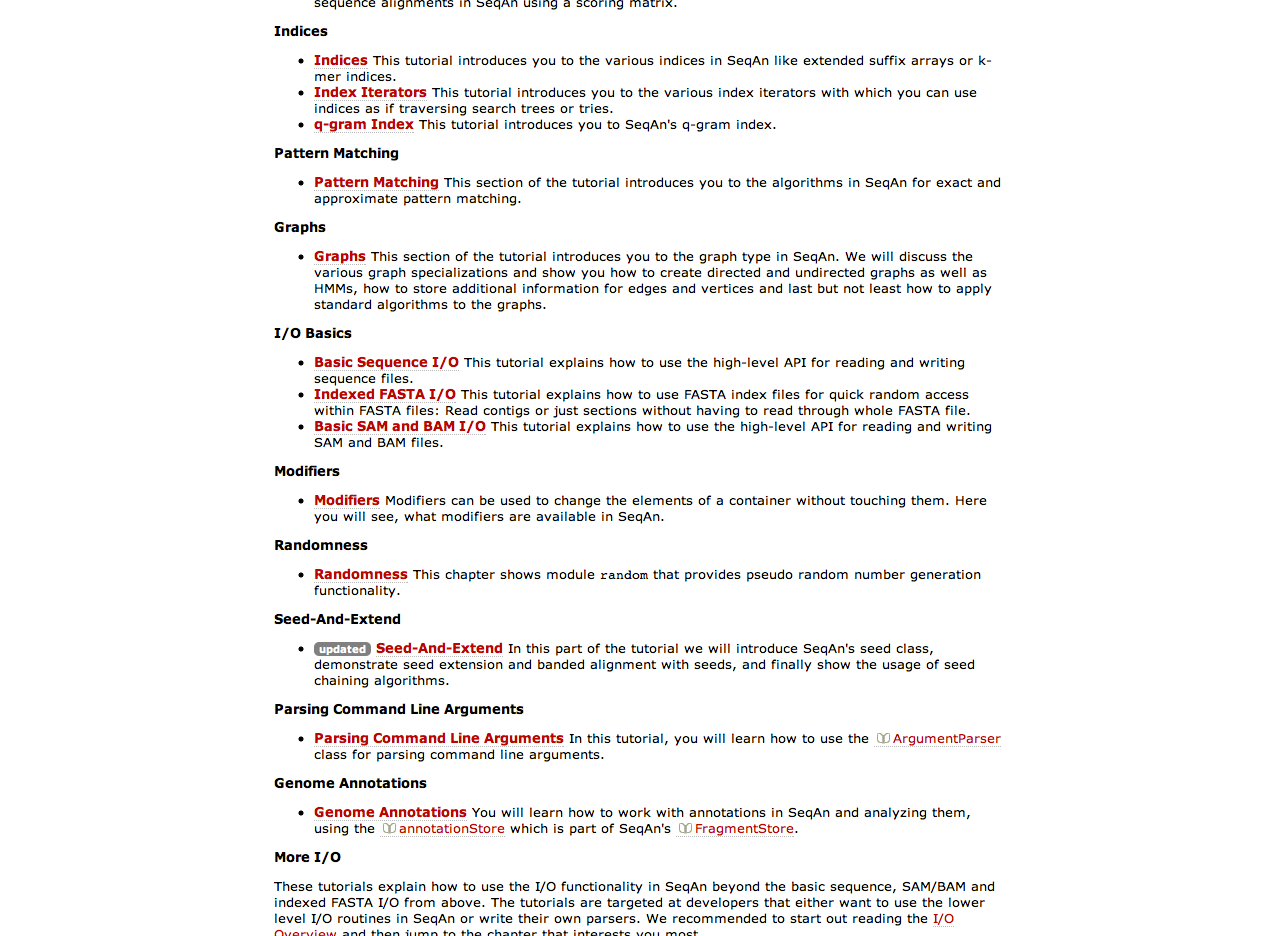 sequence alignments in SeqAn using a scoring matrix.
Indices
Indices This tutorial introduces you to the various indices in SeqAn like extended suffix arrays or k-
mer indices.
Index Iterators This tutorial introduces you to the various index iterators with which you can use
indices as if traversing search trees or tries.
q-gram Index This tutorial introduces you to SeqAn's q-gram index.
Pattern Matching
Pattern Matching This section of the tutorial introduces you to the algorithms in SeqAn for exact and
approximate pattern matching.
Graphs
Graphs This section of the tutorial introduces you to the graph type in SeqAn. We will discuss the
various graph specializations and show you how to create directed and undirected graphs as well as
HMMs, how to store additional information for edges and vertices and last but not least how to apply
standard algorithms to the graphs.
I/O Basics
Basic Sequence I/O This tutorial explains how to use the high-level API for reading and writing
sequence files.
Indexed FASTA I/O This tutorial explains how to use FASTA index files for quick random access
within FASTA files: Read contigs or just sections without having to read through whole FASTA file.
Basic SAM and BAM I/O This tutorial explains how to use the high-level API for reading and writing
SAM and BAM files.
Modifiers
Modifiers Modifiers can be used to change the elements of a container without touching them. Here
you will see, what modifiers are available in SeqAn.
Randomness
Randomness This chapter shows module random that provides pseudo random number generation
functionality.
Seed-And-Extend
updated Seed-And-Extend In this part of the tutorial we will introduce SeqAn's seed class,
demonstrate seed extension and banded alignment with seeds, and finally show the usage of seed
chaining algorithms.
Parsing Command Line Arguments
Parsing Command Line Arguments In this tutorial, you will learn how to use the ArgumentParser
class for parsing command line arguments.
Genome Annotations
Genome Annotations You will learn how to work with annotations in SeqAn and analyzing them,
using the annotationStore which is part of SeqAn's FragmentStore.
More I/O
These tutorials explain how to use the I/O functionality in SeqAn beyond the basic sequence, SAM/BAM and
indexed FASTA I/O from above. The tutorials are targeted at developers that either want to use the lower
level I/O routines in SeqAn or write their own parsers. We recommended to start out reading the I/O
Overview and then jump to the chapter that interests you most.